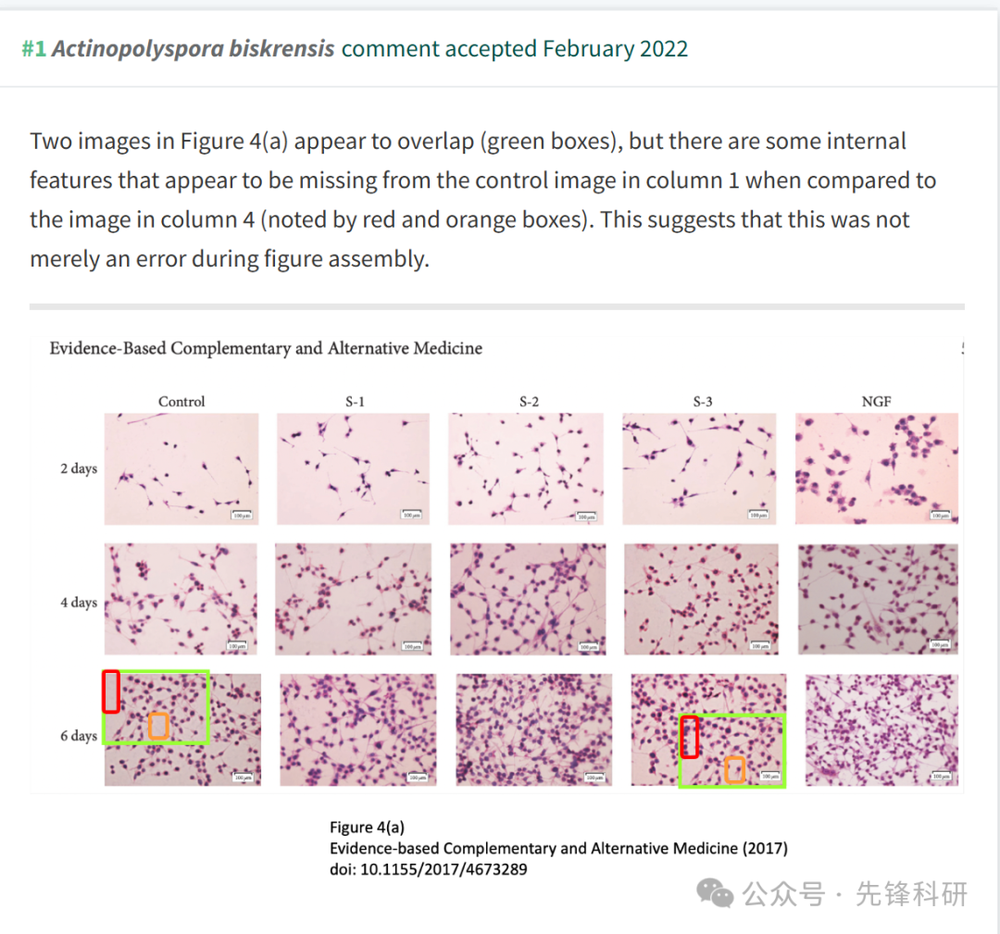 #1 Actinopolyspora biskrensis comment accepted February 2022
Two images in Figure 4(a) appear to overlap (green boxes), but there are some internal
features that appear to be missing from the control image in column 1 when compared to
the image in column 4 (noted by red and orange boxes). This suggests that this was not
merely an error during figure assembly.
Evidence-Based Complementary and Alternative Medicine
Control S-1 S-2 S-3 NGF
2 days
100 μm 100 μm 100 μm 100 μm 100 μm
4 days
100 μm 100 μm 100 μm 100 μm 100 μm
6 days
100 μm 100 μm 100 μm 100 μm 100 μm
Figure 4(a)
Evidence-based Complementary and Alternative Medicine (2017)
doi: 10.1155/2017/4673289
公众号 · 先锋科研